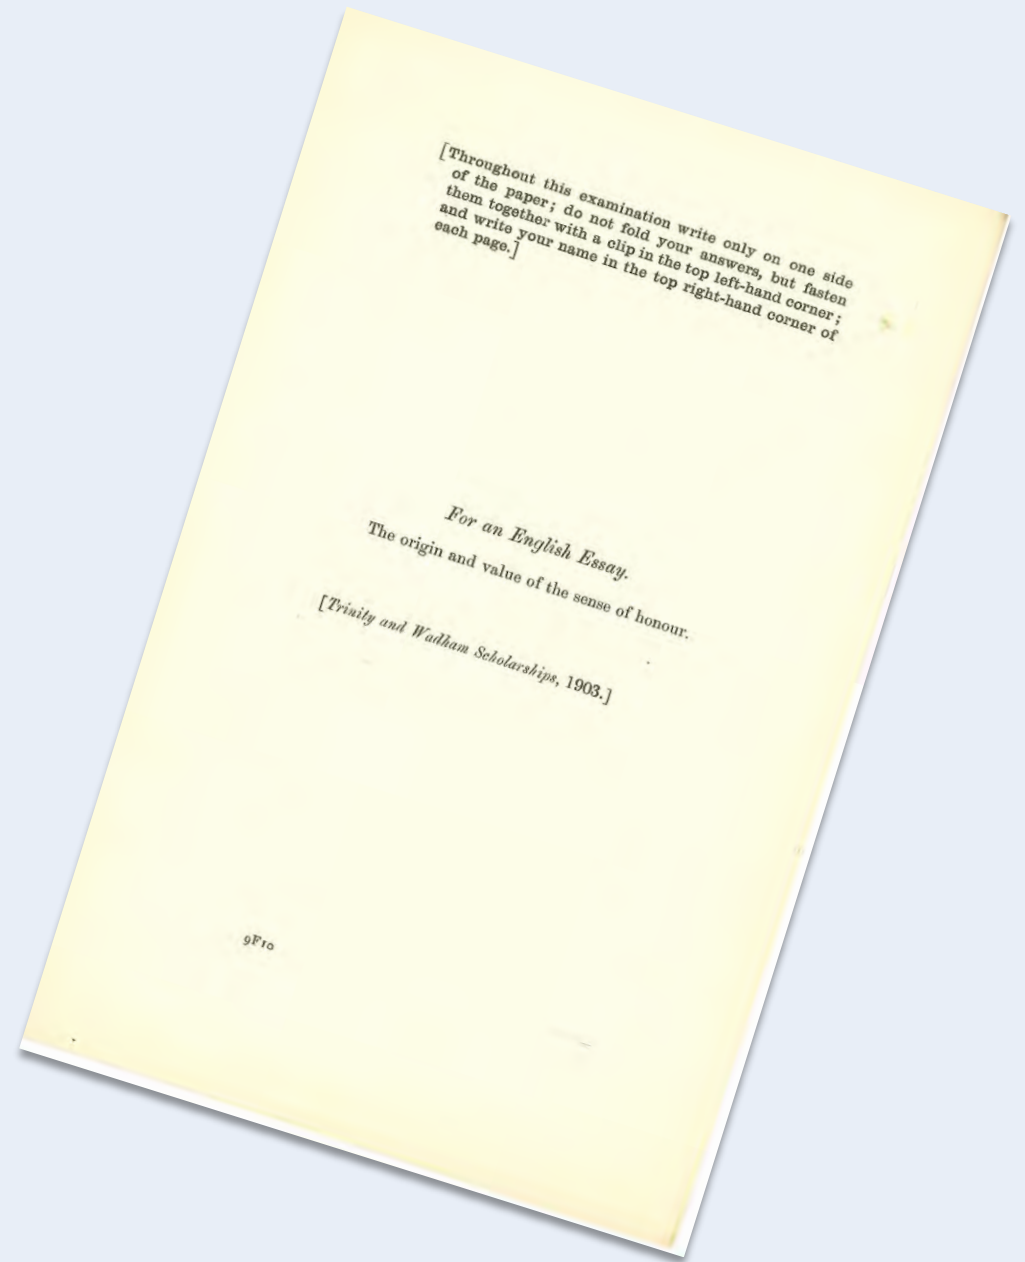 [Throughout this examination write only on one side
of the paper; do not fold your answers, but fasten
them together with a clip in the top left-hand corner;
and write your name in the top right-hand corner of
each page.]
For an English Essay.
The origin and value of the sense of honour.
[Trinity and Wadham Scholarships, 1903.]
9F10